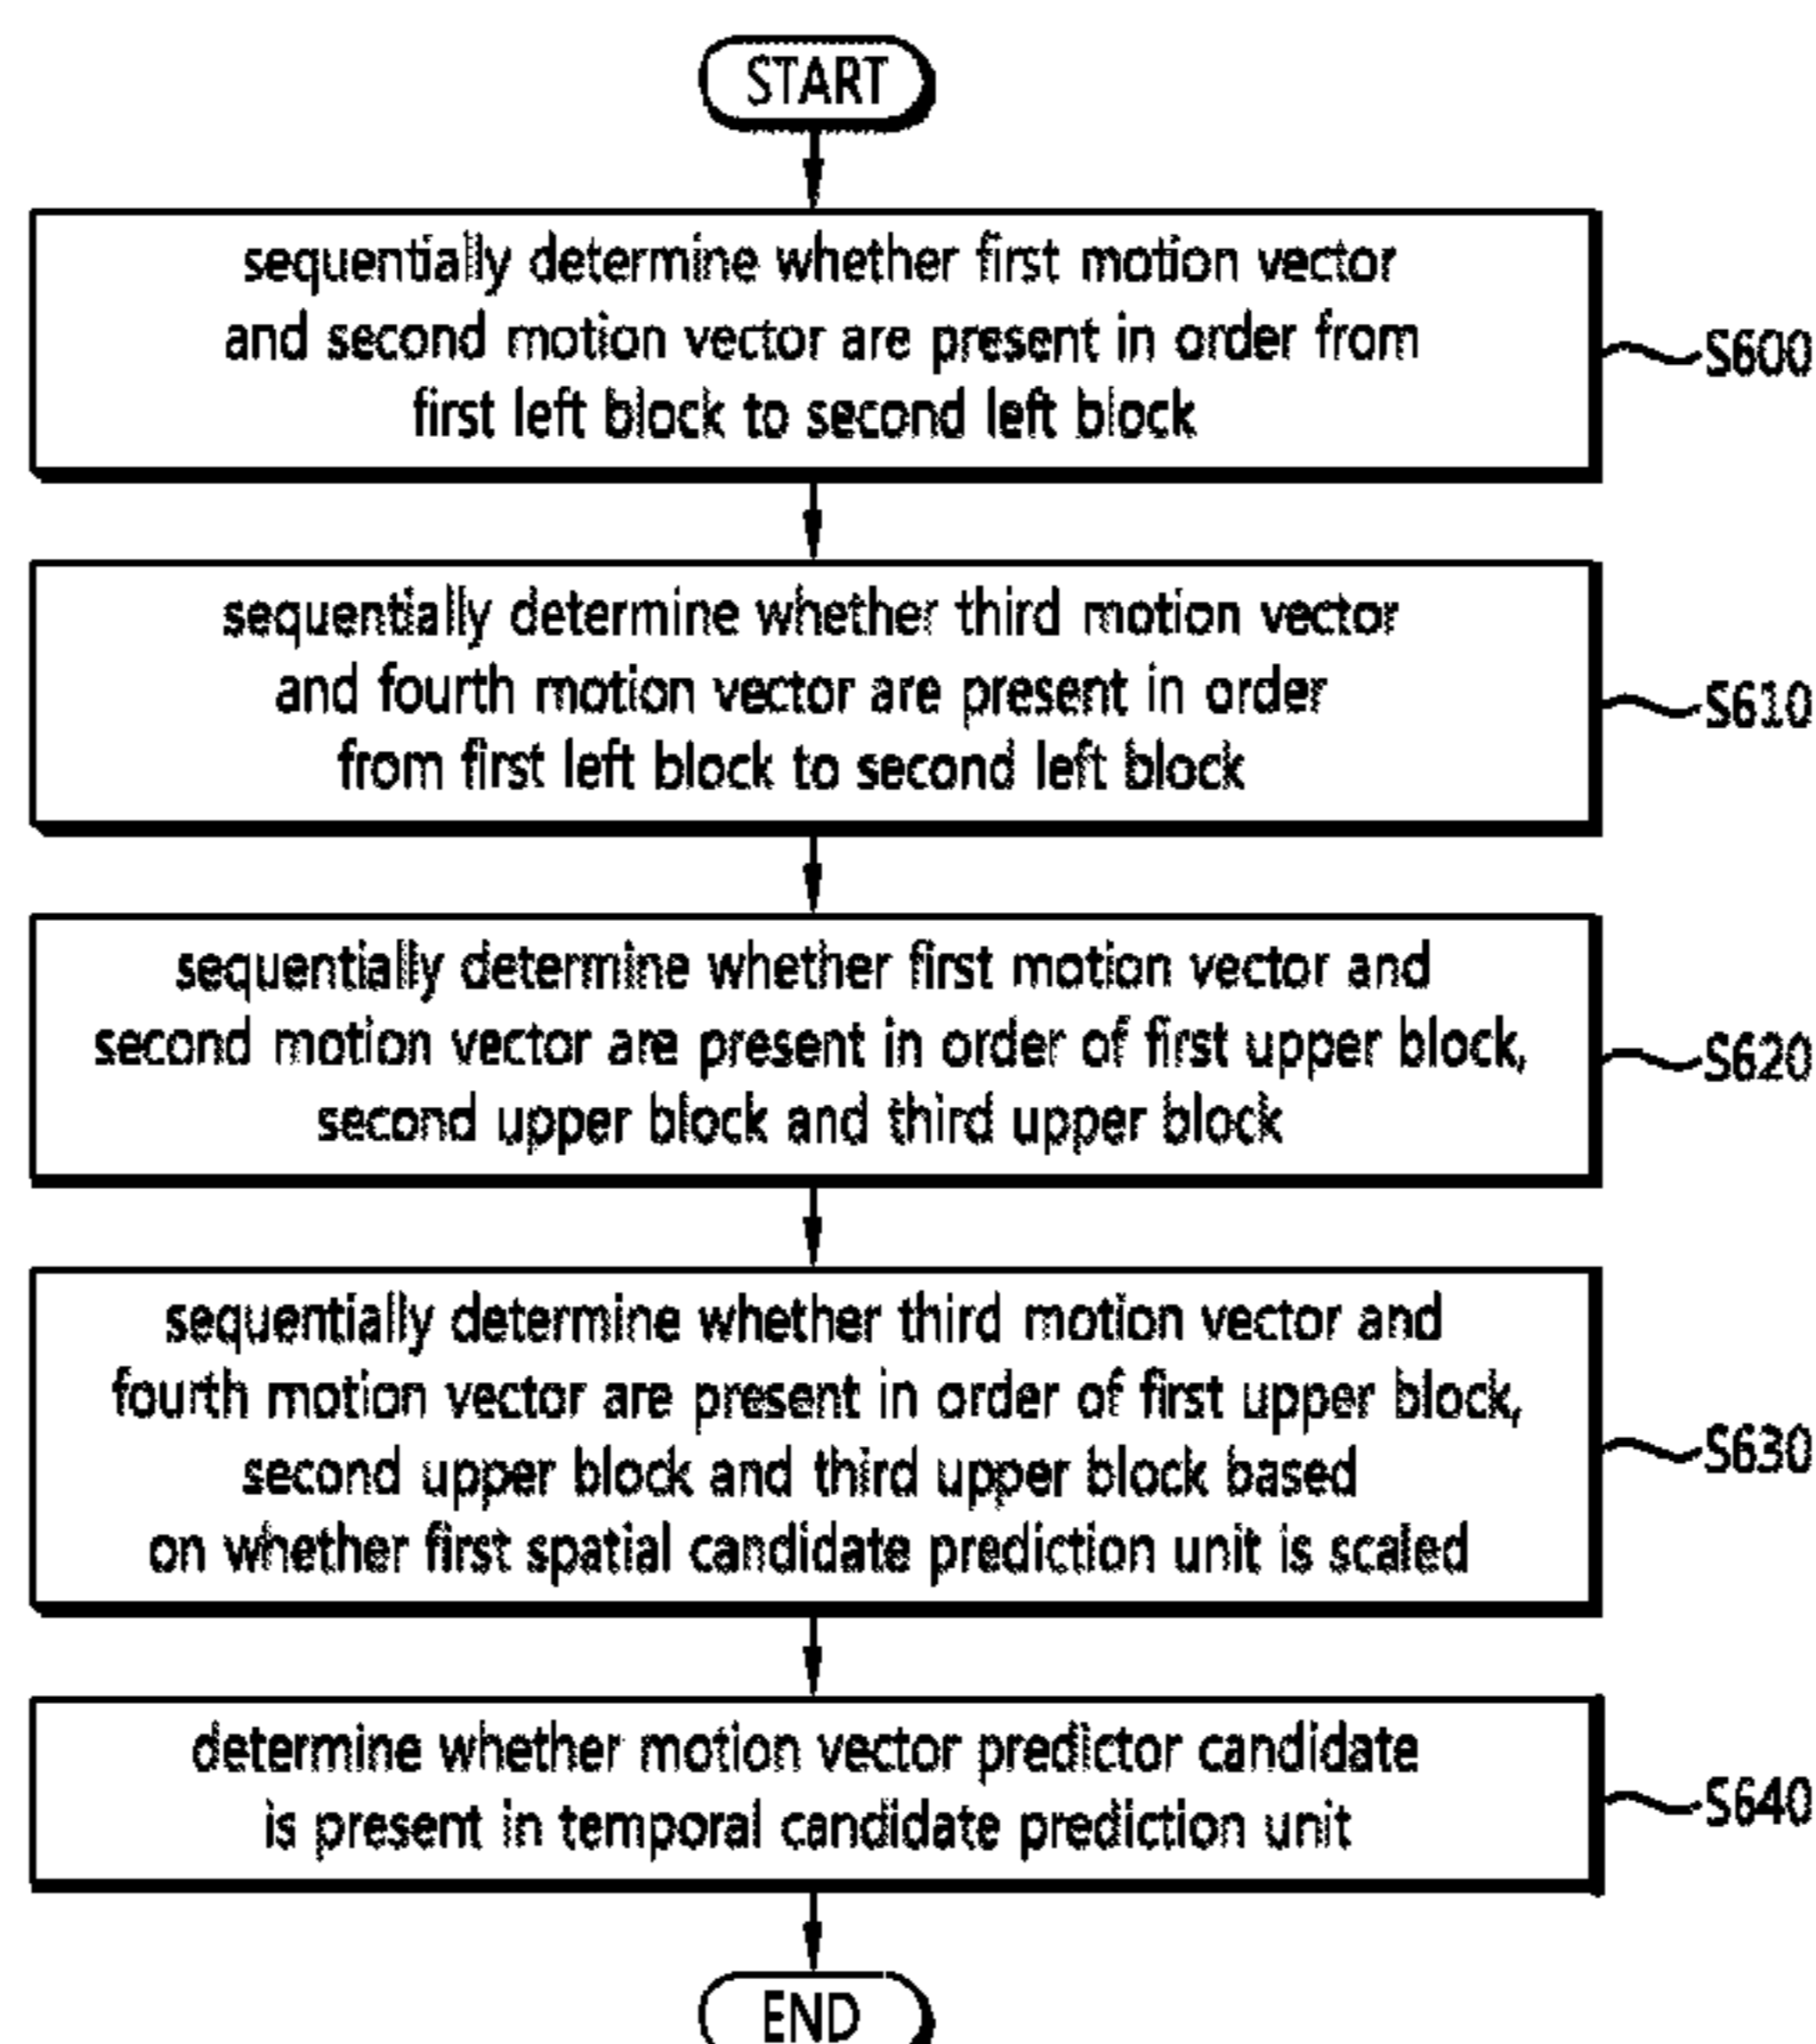 START
sequentially determine whether first motion vector
and second motion vector are present in order from
first left block to second left block
S600
sequentially determine whether third motion vector
and fourth motion vector are present in order
from first left block to second left block
S610
sequentially determine whether first motion vector and
second motion vector are present in order of first upper block,
second upper block and third upper block
S620
sequentially determine whether third motion vector and
fourth motion vector are present in order of first upper block,
second upper block and third upper block based
on whether first spatial candidate prediction unit is scaled
S630
determine whether motion vector predictor candidate
is present in temporal candidate prediction unit
S640
END